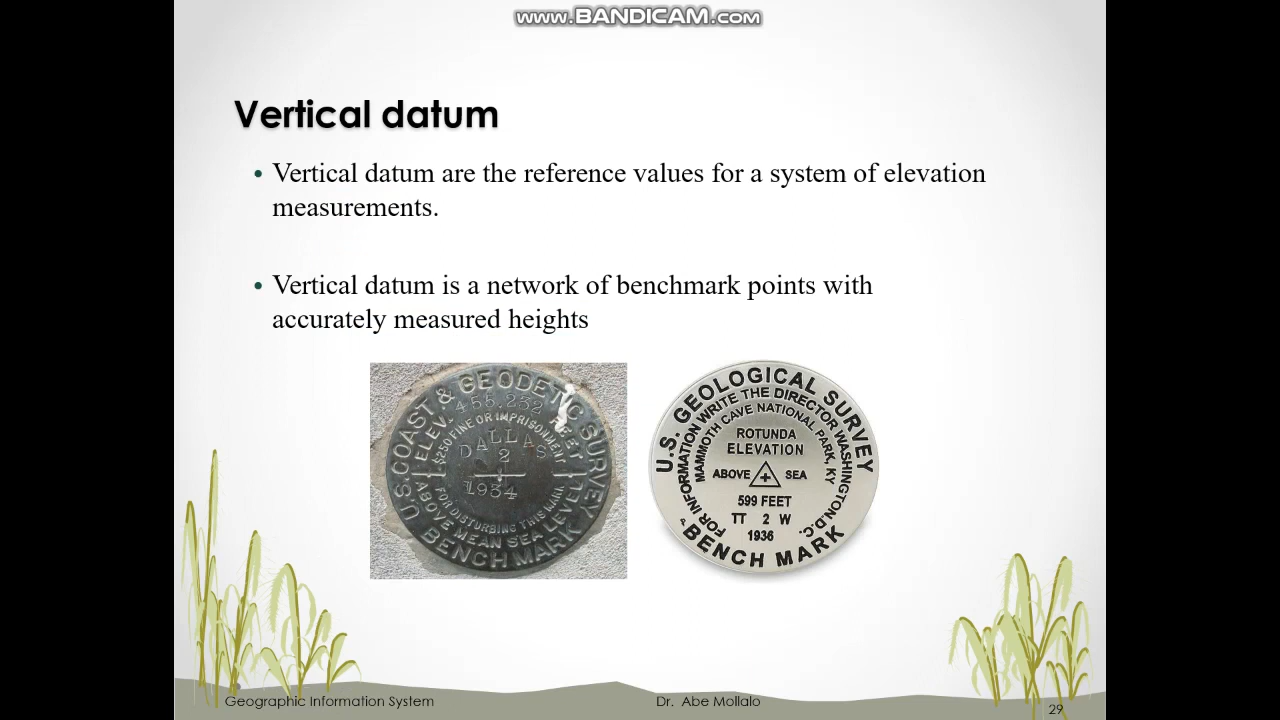 www.BANDICAM.com
Vertical datum
• Vertical datum are the reference values for a system of elevation
measurements.
• Vertical datum is a network of benchmark points with
accurately measured heights
U.S. COAST & GEODETIC SURVEY
ELEV. 455.232 FEET
$250 FINE OR IMPRISONMENT
DALLAS
2
1934
FOR DISTURBING THIS MARK
ABOVE MEAN SEA LEVEL
BENCH MARK
U.S. GEOLOGICAL SURVEY
FOR INFORMATION WRITE THE DIRECTOR WASHINGTON, D.C.
MAMMOTH CAVE NATIONAL PARK, KY
ROTUNDA
ELEVATION
ABOVE SEA
599 FEET
TT 2 W
1936
BENCH MARK
Geographic Information System
Dr. Abe Mollalo
29